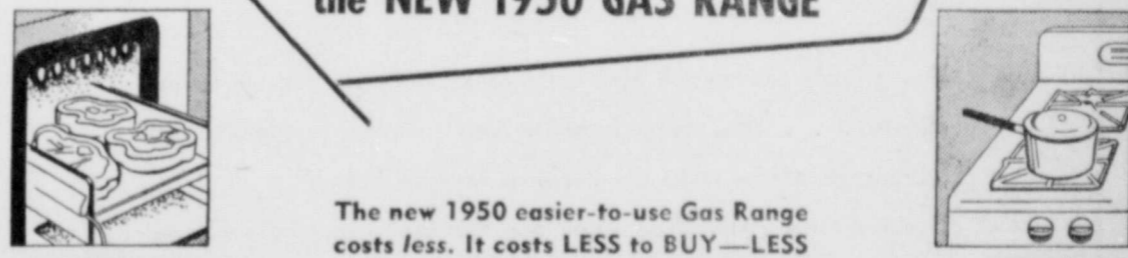 the NEW 1950 GAS RANGE
The new 1950 easier-to-use Gas Range
costs less. It costs LESS to BUY—LESS